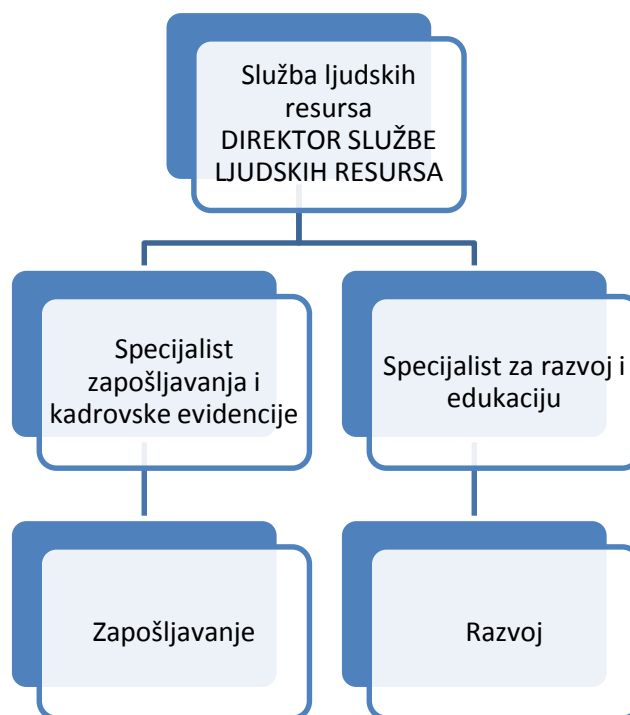 Služba ljudskih
resursa
DIREKTOR SLUŽBE
LJUDSKIH RESURSA
Specijalist
zapošljavanja i
kadrovske evidencije
Specijalist za razvoj i
edukaciju
Zapošljavanje
Razvoj